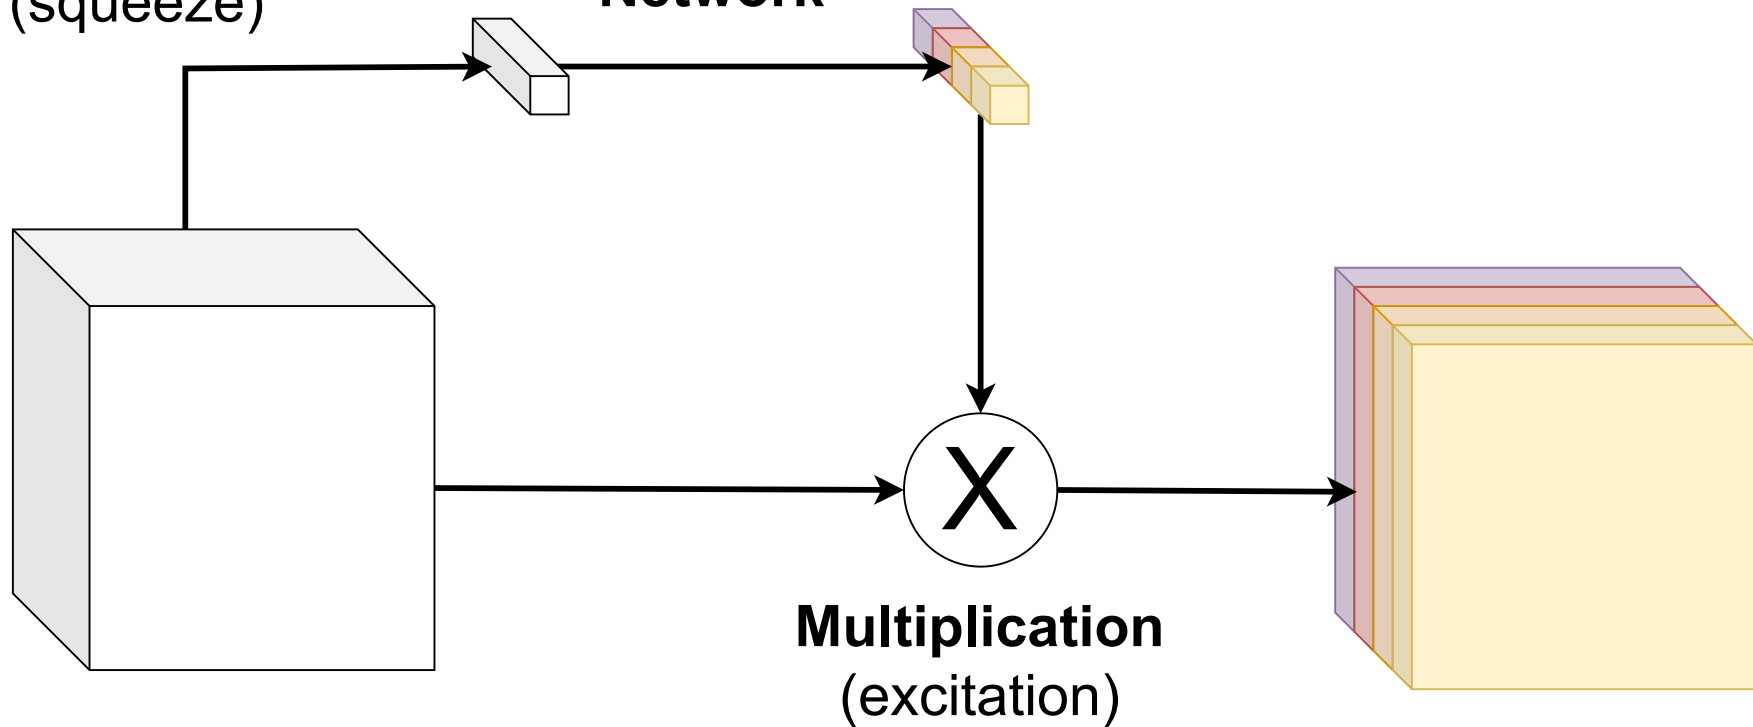 (squeeze)
Network
X
Multiplication
(excitation)